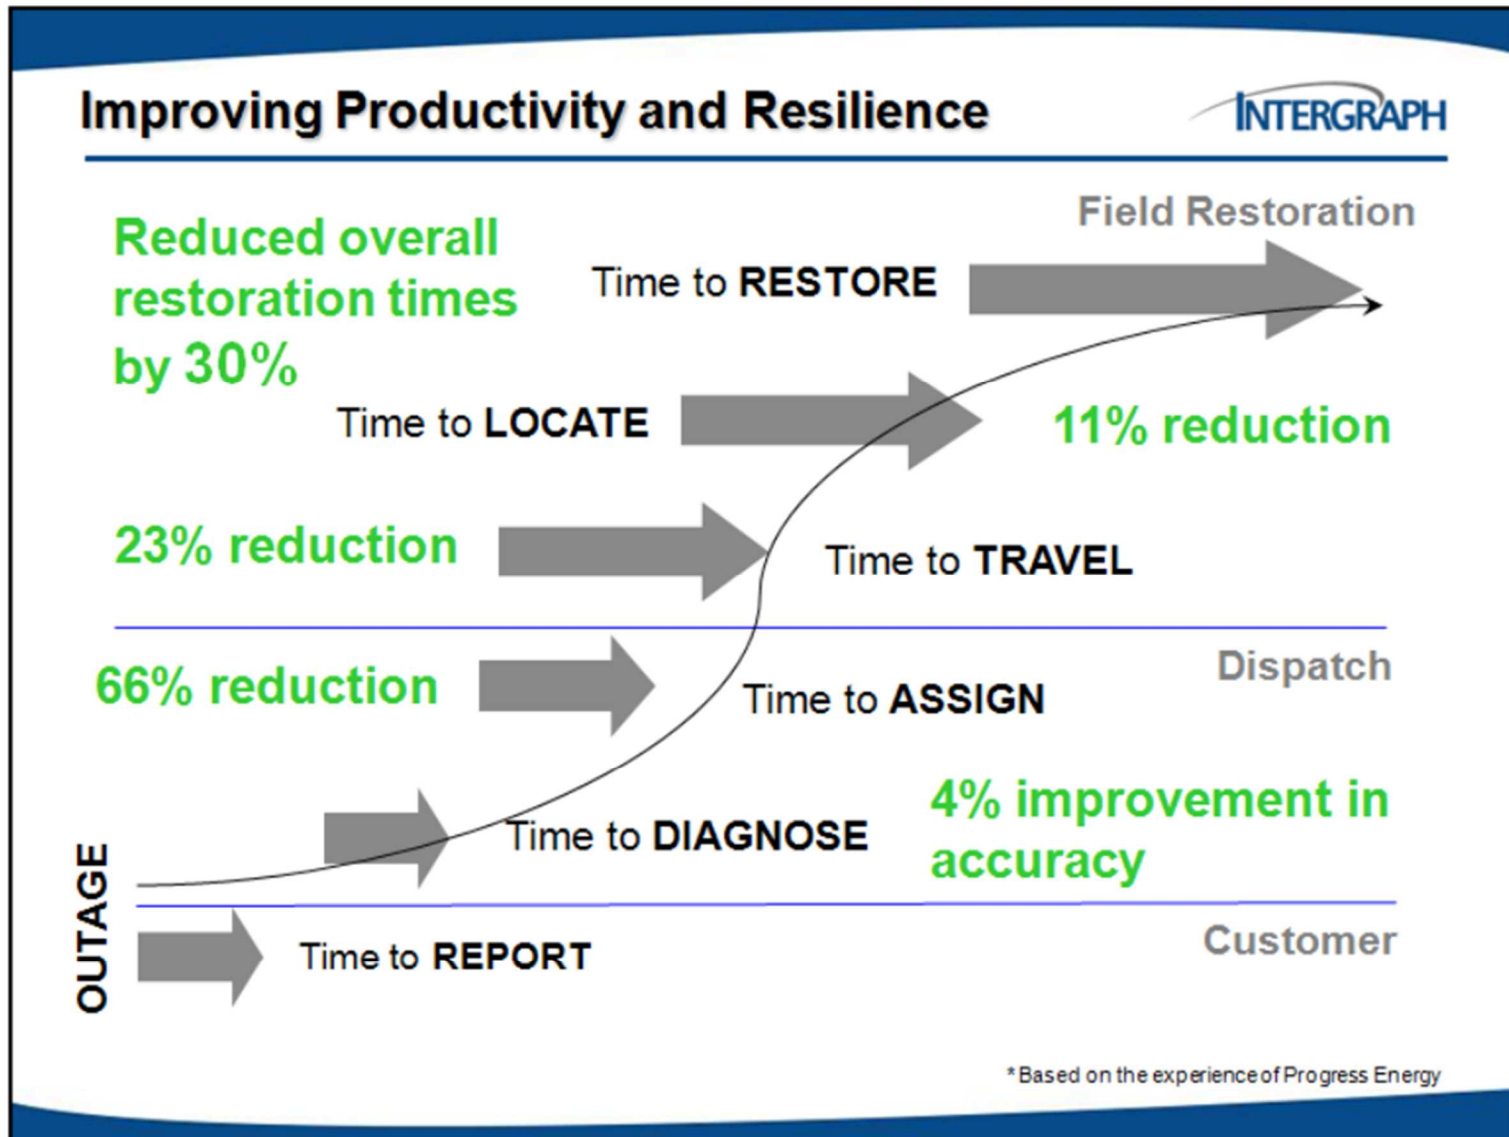 Improving Productivity and Resilience
INTERGRAPH
Field Restoration
Reduced overall
restoration times
by 30%
Time to RESTORE
Time to LOCATE
11% reduction
23% reduction
Time to TRAVEL
Dispatch
66% reduction
Time to ASSIGN
4% improvement in
accuracy
Time to DIAGNOSE
OUTAGE
Customer
Time to REPORT
*Based on the experience of Progress Energy